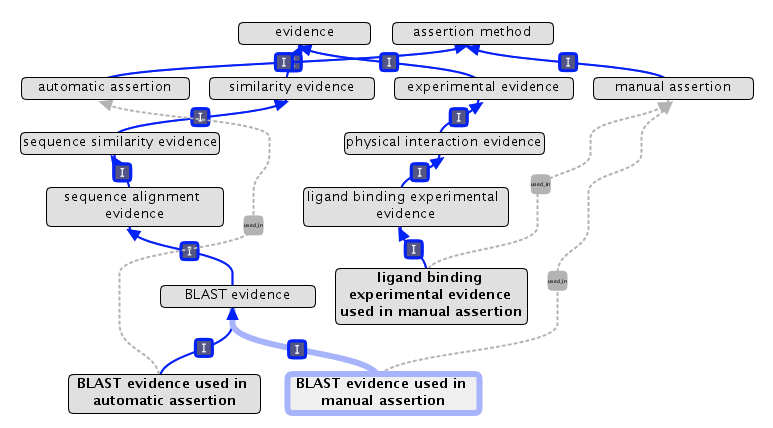 evidence
assertion method
I
I
I
automatic assertion
similarity evidence
experimental evidence
manual assertion
I
I
sequence similarity evidence
physical interaction evidence
I
I
used_in
sequence alignment
evidence
ligand binding experimental
evidence
used_in
I
I
ligand binding
experimental evidence
used in manual assertion
used_in
BLAST evidence
I
I
BLAST evidence used in
automatic assertion
BLAST evidence used in
manual assertion